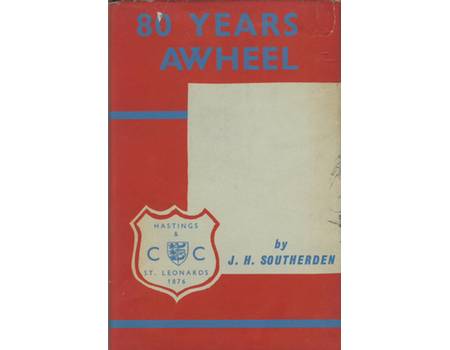 80 YEARS
AWHEEL
HASTINGS
&
C C
ST. LEONARDS
1876
by
J. H. SOUTHERDEN